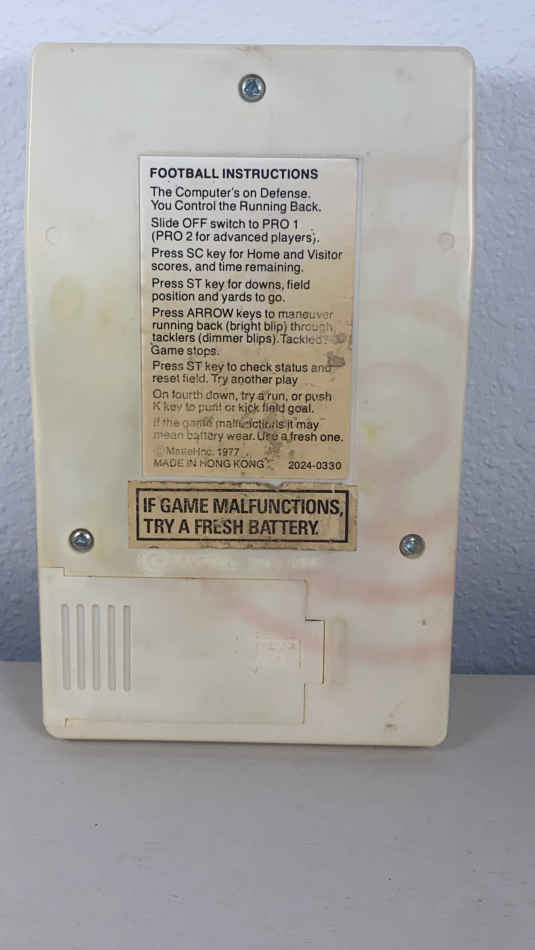 FOOTBALL INSTRUCTIONS
The Computer's on Defense.
You Control the Running Back.
Slide OFF switch to PRO 1
(PRO 2 for advanced players).
Press SC key for Home and Visitor
scores, and time remaining.
Press ST key for downs, field
position and yards to go.
Press ARROW keys to maneuver
running back (bright blip) through
tacklers (dimmer blips). Tackled?
Game stops.
Press ST key to check status and
reset field. Try another play
On fourth down, try a run, or push
K key to punt or kick field goal.
If the game malfunctions it may
mean battery wear. Use a fresh one.
© Mattel Inc. 1977
MADE IN HONG KONG 2024-0330
IF GAME MALFUNCTIONS,
TRY A FRESH BATTERY.